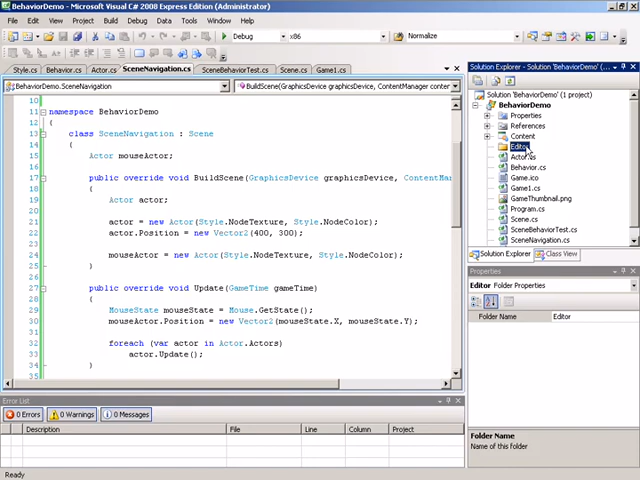 BehaviorDemo - Microsoft Visual C# 2008 Express Edition (Administrator)
File Edit View Project Build Debug Data Tools Window Help
Debug x86 Normalize
Style.cs Behavior.cs Actor.cs SceneNavigation.cs SceneBehaviorTest.cs Scene.cs Game1.cs
BehaviorDemo.SceneNavigation BuildScene(GraphicsDevice graphicsDevice, ContentManager conter
10
11 namespace BehaviorDemo
12 {
13 class SceneNavigation : Scene
14 {
15 Actor mouseActor;
16
17 public override void BuildScene(GraphicsDevice graphicsDevice, ContentMa
18 {
19 Actor actor;
20
21 actor = new Actor(Style.NodeTexture, Style.NodeColor);
22 actor.Position = new Vector2(400, 300);
23
24 mouseActor = new Actor(Style.NodeTexture, Style.NodeColor);
25 }
26
27 public override void Update(GameTime gameTime)
28 {
29 MouseState mouseState = Mouse.GetState();
30 mouseActor.Position = new Vector2(mouseState.X, mouseState.Y);
31
32 foreach (var actor in Actor.Actors)
33 actor.Update();
34 }
35
Error List
0 Errors 0 Warnings 0 Messages
Description File Line Column Project
Ready
Solution Explorer - Solution 'BehaviorDemo' (1 p...
Solution 'BehaviorDemo' (1 project)
BehaviorDemo
Properties
References
Content
Editor
Actor.cs
Behavior.cs
Game.ico
Game1.cs
GameThumbnail.png
Program.cs
Scene.cs
SceneBehaviorTest.cs
SceneNavigation.cs
Solution Explorer Class View
Properties
Editor Folder Properties
Folder Name Editor
Folder Name
Name of this folder